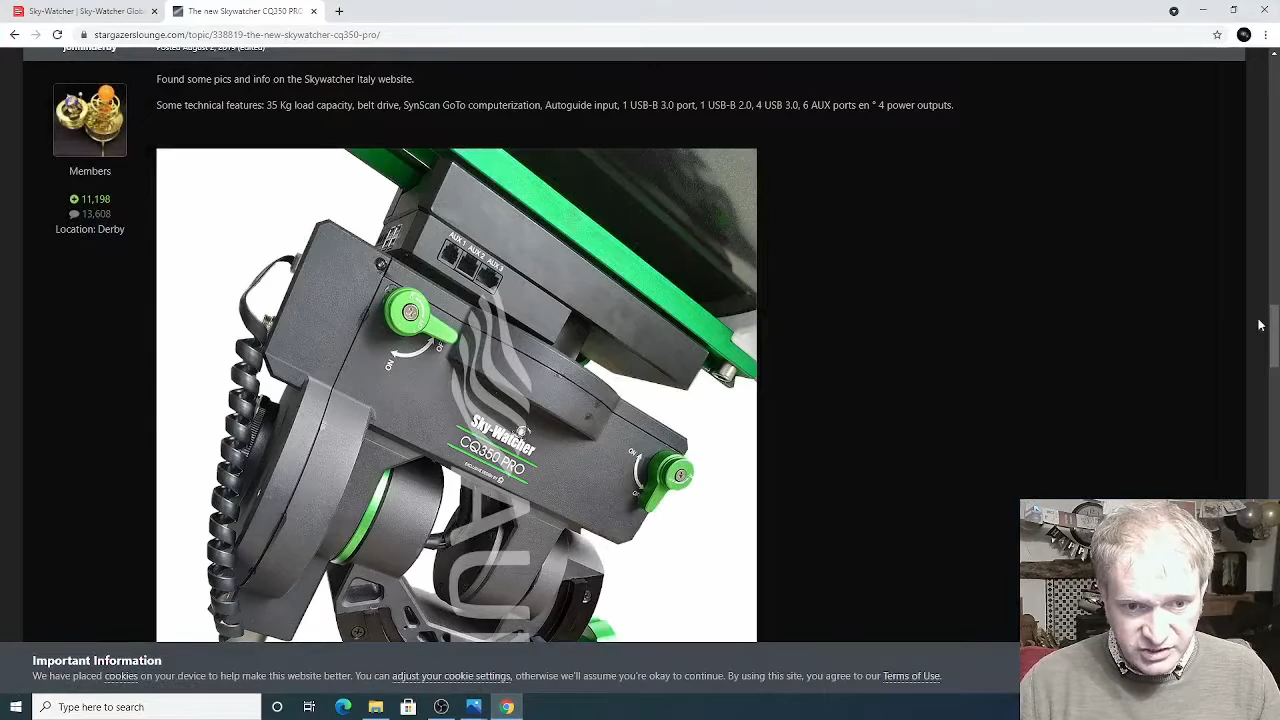 Sky-Watcher | Sky-Watcher Glob
The new Skywatcher CQ350 PRO
stargazerslounge.com/topic/338819-the-new-skywatcher-cq350-pro/
Found some pics and info on the Skywatcher Italy website.
Some technical features: 35 Kg load capacity, belt drive, SynScan GoTo computerization, Autoguide input, 1 USB-B 3.0 port, 1 USB-B 2.0, 4 USB 3.0, 6 AUX ports en ° 4 power outputs.
Members
11,198
13,608
Location: Derby
AUX 1 AUX 2 AUX 3
ON
Sky-Watcher
CQ350 PRO
ON
AU
Important Information
We have placed cookies on your device to help make this website better. You can adjust your cookie settings, otherwise we'll assume you're okay to continue. By using this site, you agree to our Terms of Use.
Type here to search